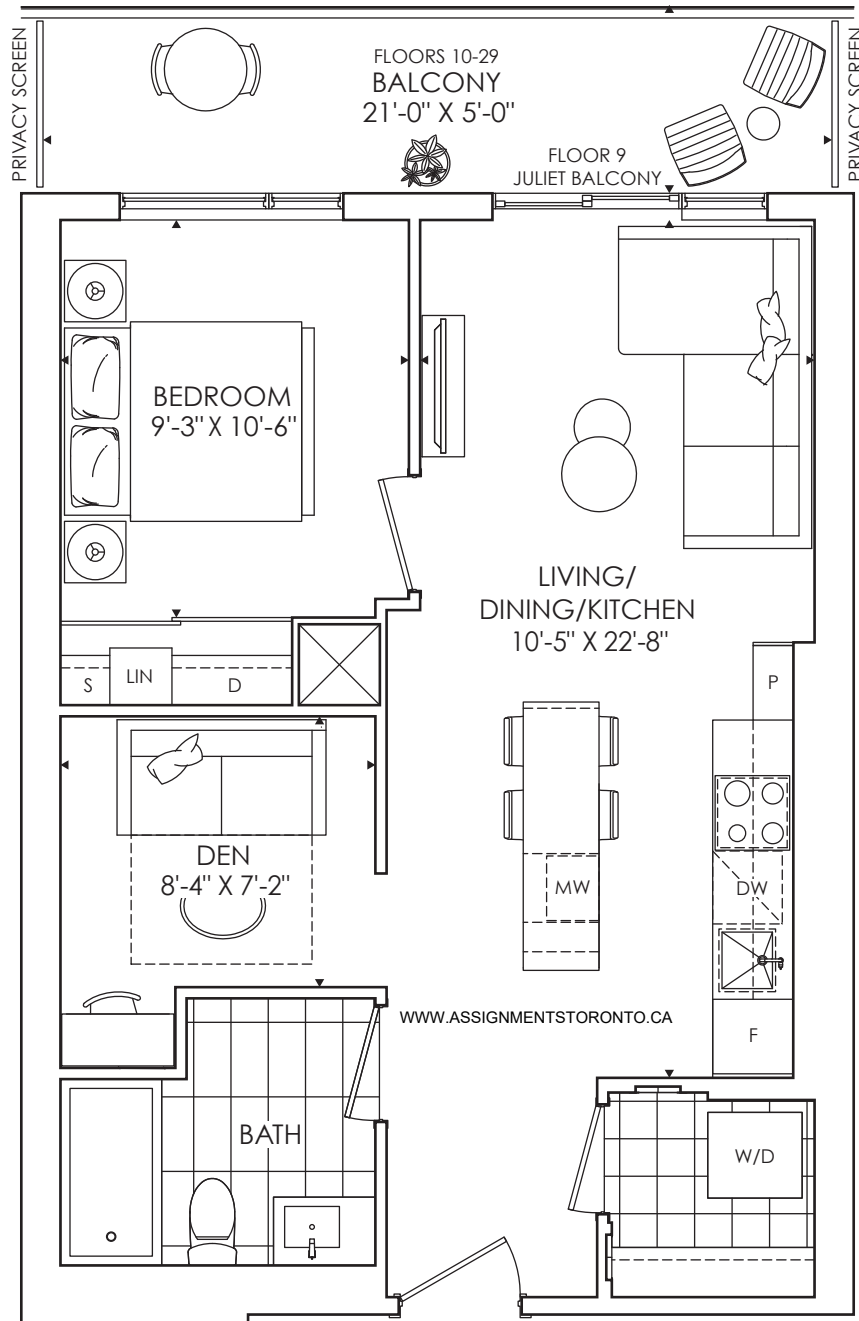 PRIVACY SCREEN
FLOORS 10-29
BALCONY
21'-0" X 5'-0"
PRIVACY SCREEN
FLOOR 9
JULIET BALCONY
BEDROOM
9'-3" X 10'-6"
LIVING/
DINING/KITCHEN
10'-5" X 22'-8"
S
LIN
D
P
DEN
8'-4" X 7'-2"
MW
DW
WWW.ASSIGNMENTSTORONTO.CA
F
BATH
W/D